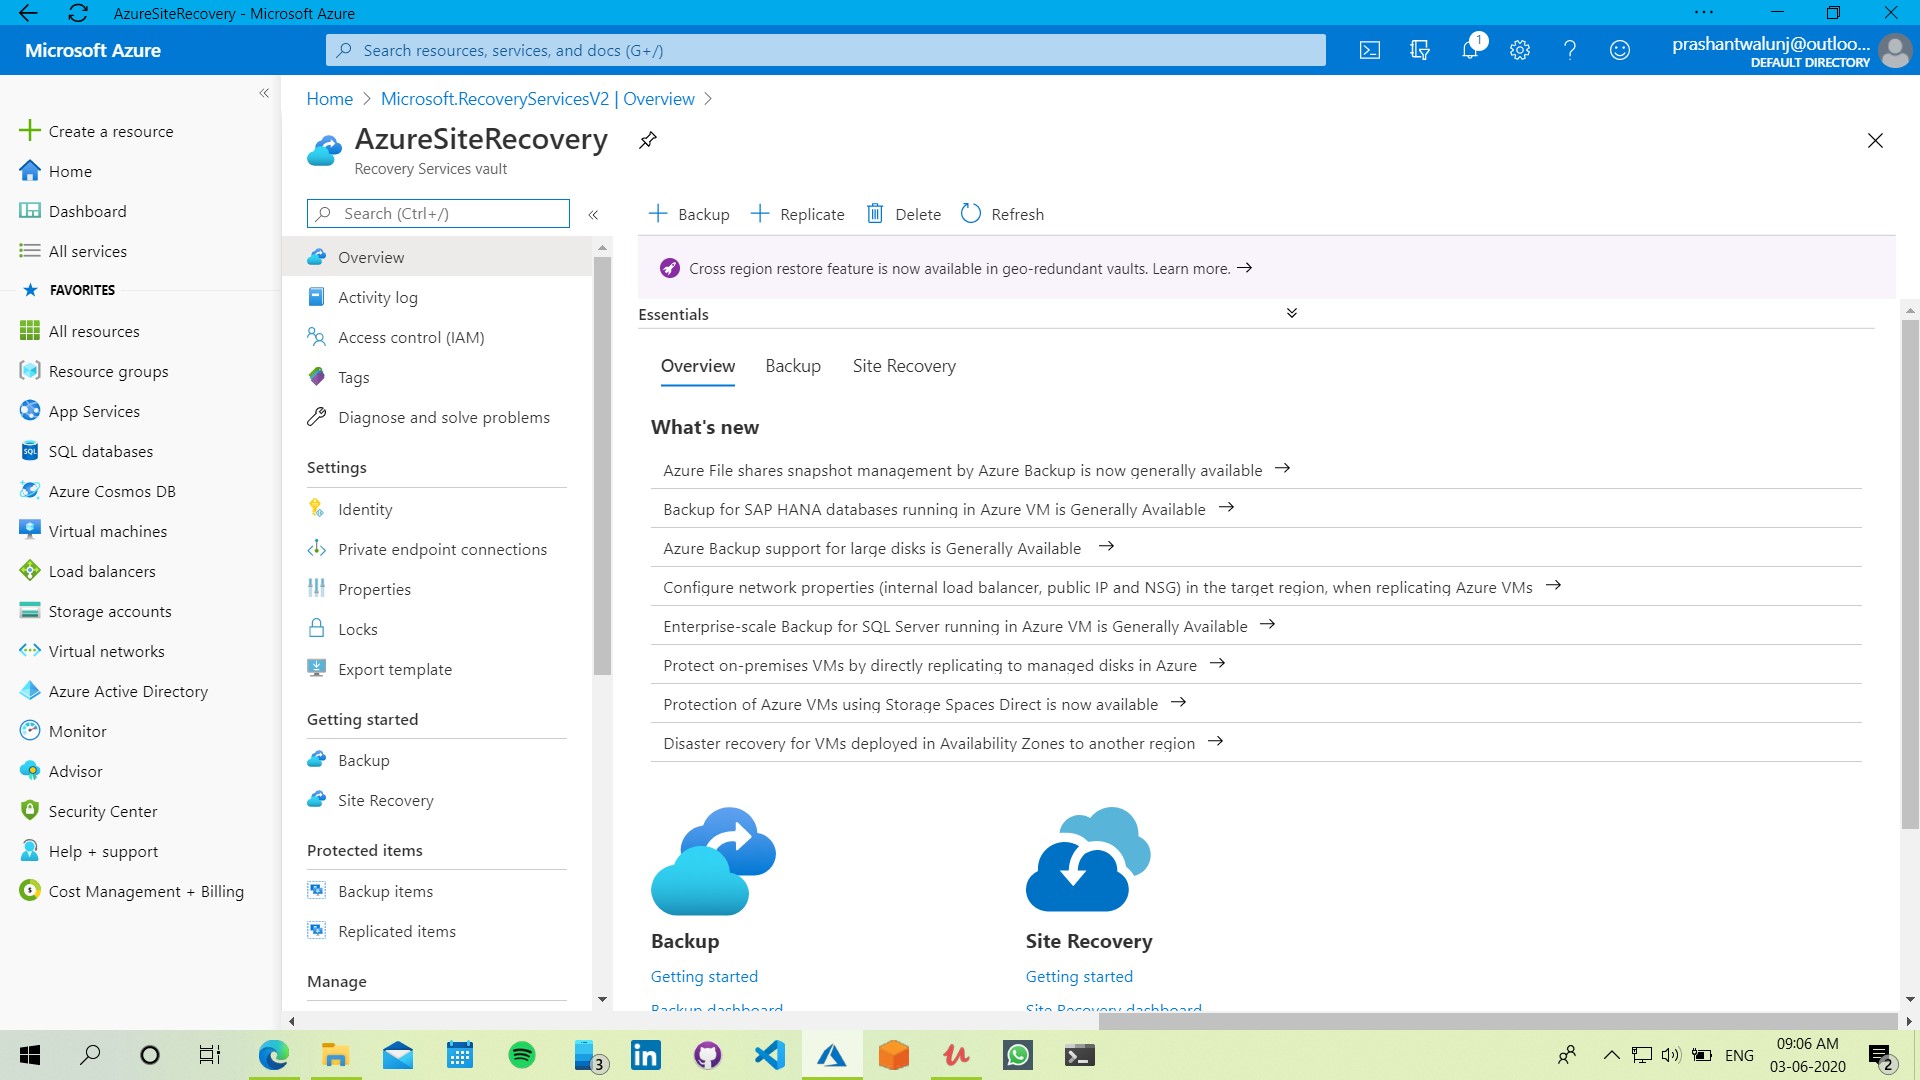 AzureSiteRecovery - Microsoft Azure
Microsoft Azure
Search resources, services, and docs (G+/)
1
prashantwalunj@outloo...
DEFAULT DIRECTORY
Create a resource
Home
Dashboard
All services
FAVORITES
All resources
Resource groups
App Services
SQL databases
Azure Cosmos DB
Virtual machines
Load balancers
Storage accounts
Virtual networks
Azure Active Directory
Monitor
Advisor
Security Center
Help + support
Cost Management + Billing
Home > Microsoft.RecoveryServicesV2 | Overview >
AzureSiteRecovery
Recovery Services vault
Search (Ctrl+/)
Overview
Activity log
Access control (IAM)
Tags
Diagnose and solve problems
Settings
Identity
Private endpoint connections
Properties
Locks
Export template
Getting started
Backup
Site Recovery
Protected items
Backup items
Replicated items
Manage
Backup
Replicate
Delete
Refresh
Cross region restore feature is now available in geo-redundant vaults. Learn more. →
Essentials
Overview
Backup
Site Recovery
What's new
Azure File shares snapshot management by Azure Backup is now generally available →
Backup for SAP HANA databases running in Azure VM is Generally Available →
Azure Backup support for large disks is Generally Available →
Configure network properties (internal load balancer, public IP and NSG) in the target region, when replicating Azure VMs →
Enterprise-scale Backup for SQL Server running in Azure VM is Generally Available →
Protect on-premises VMs by directly replicating to managed disks in Azure →
Protection of Azure VMs using Storage Spaces Direct is now available →
Disaster recovery for VMs deployed in Availability Zones to another region →
Backup
Getting started
Backup dashboard
Site Recovery
Getting started
Site Recovery dashboard
3
ENG
09:06 AM
03-06-2020
2